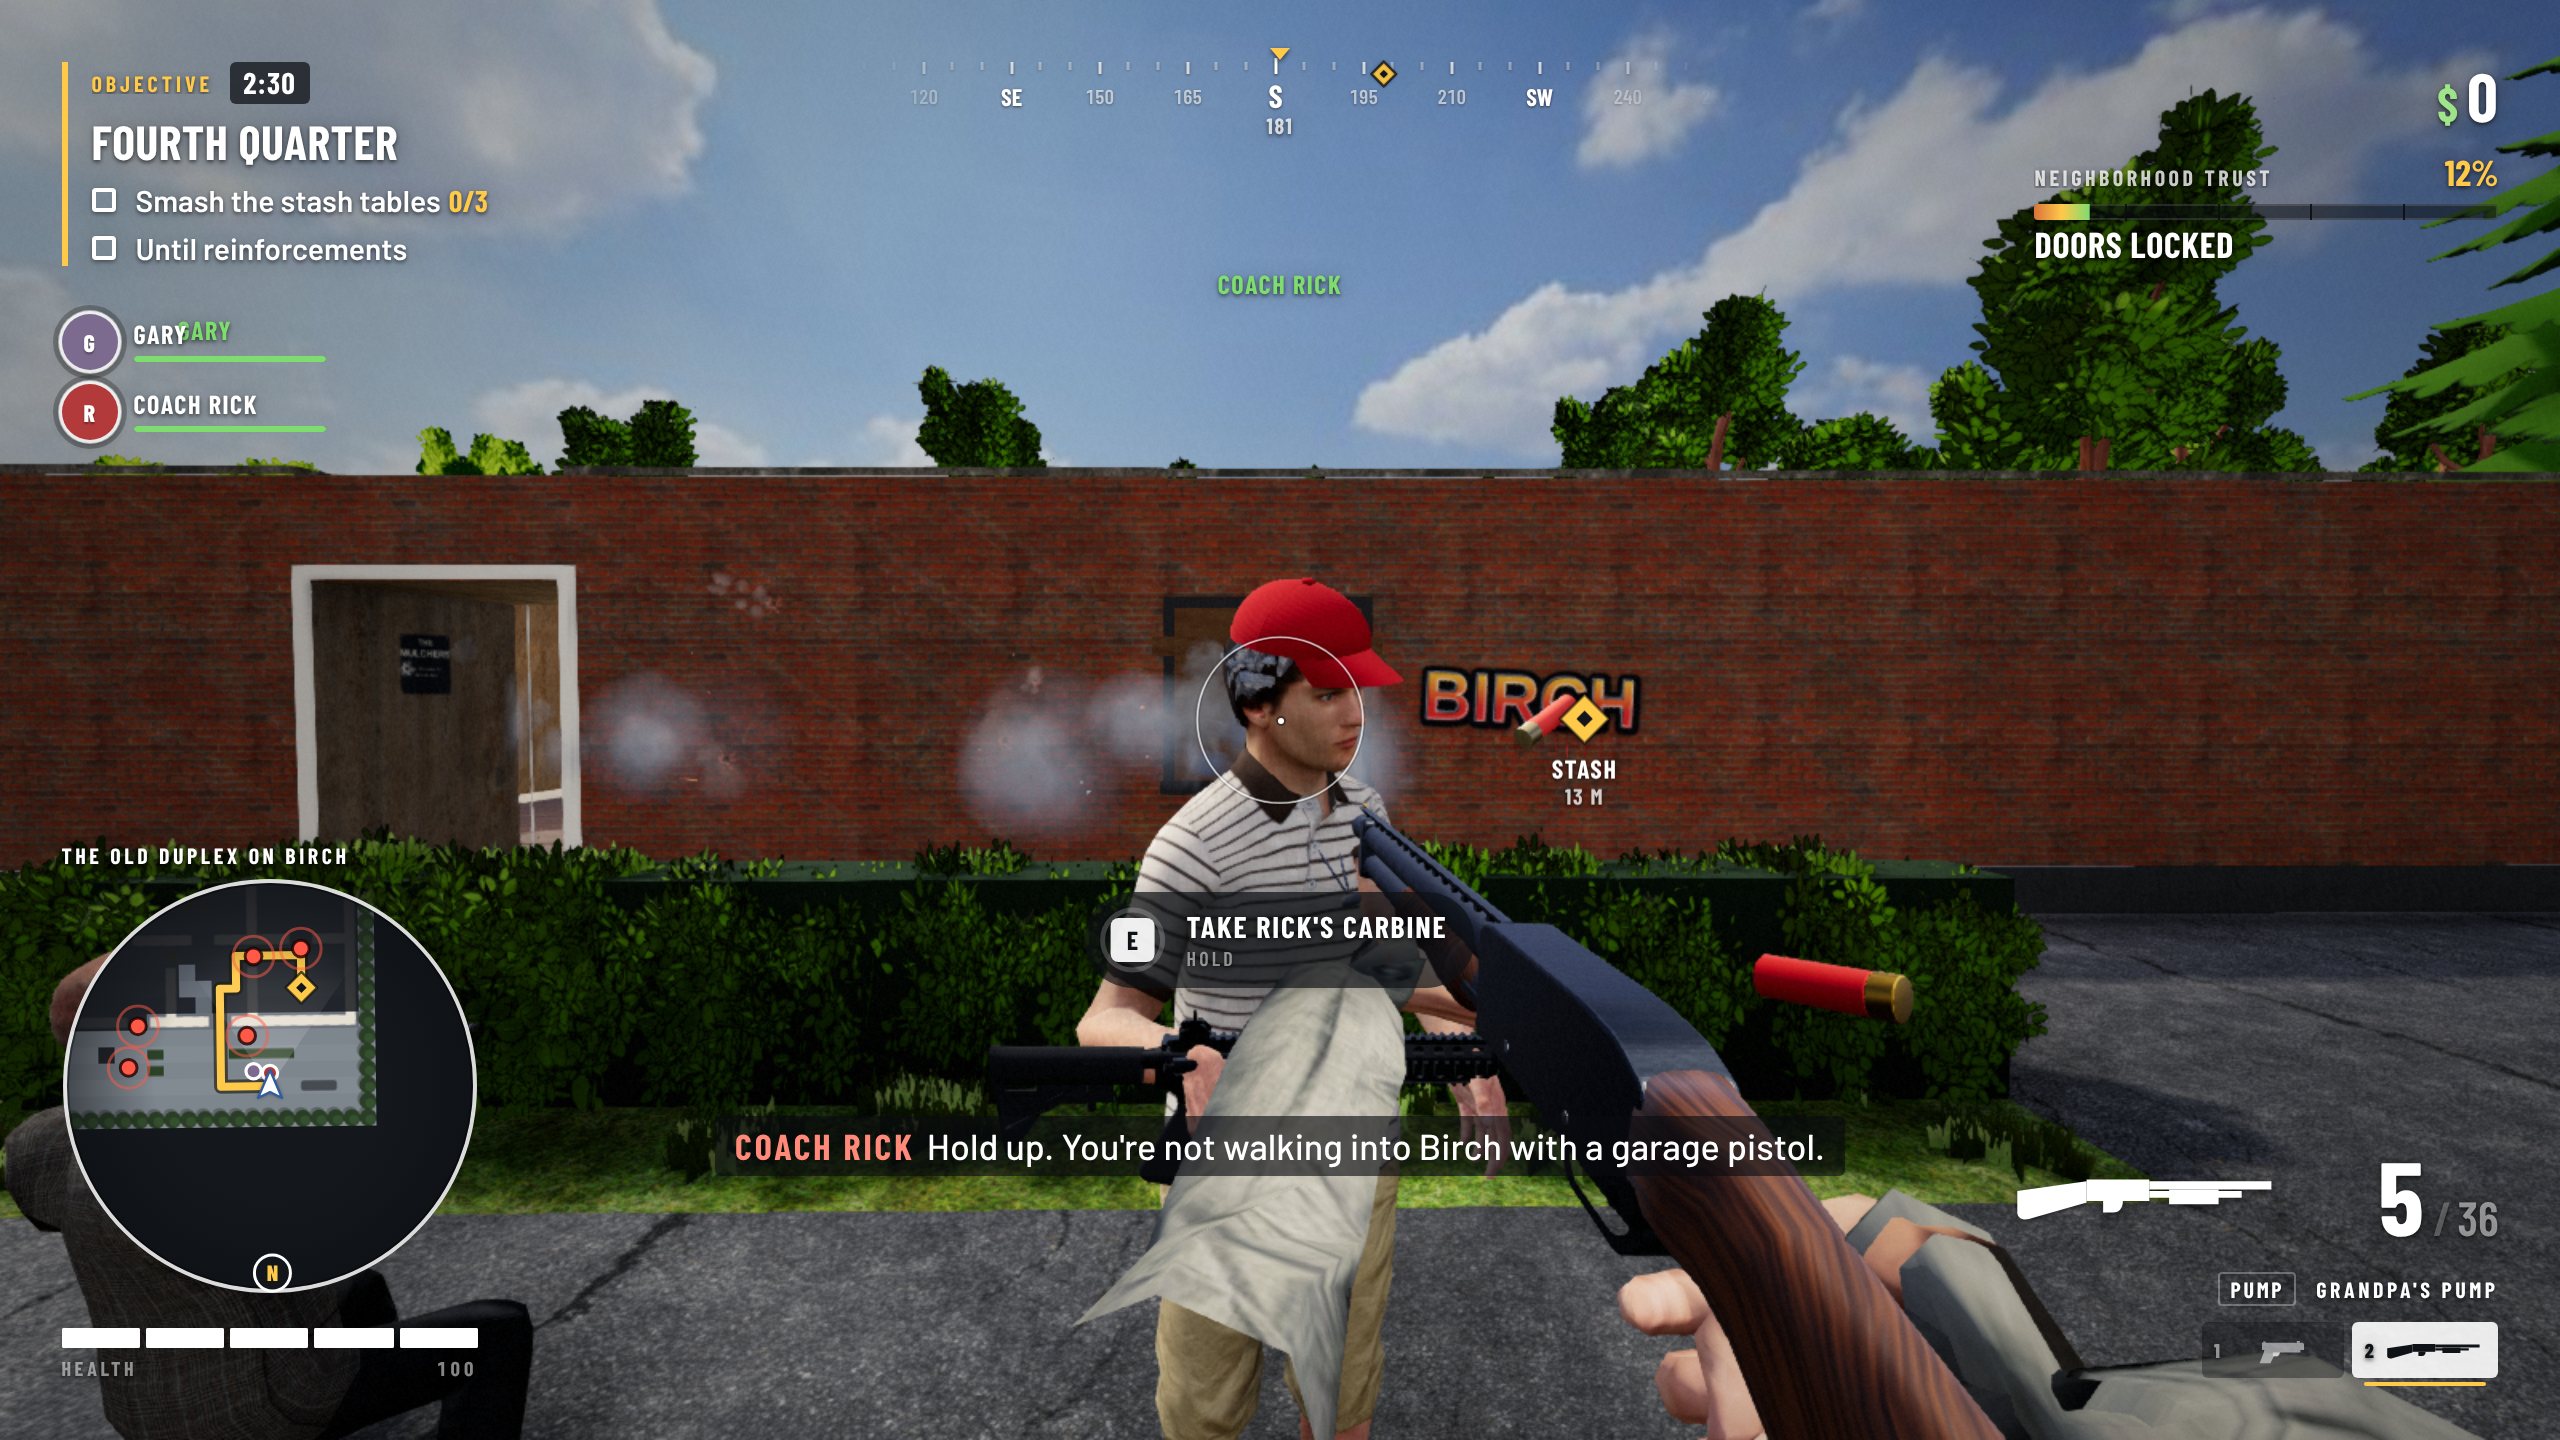 OBJECTIVE 2:30
FOURTH QUARTER
Smash the stash tables 0/3
Until reinforcements
G GARY GARY
R COACH RICK
120 SE 150 165 S 195 210 SW 240
181
COACH RICK
$ 0
NEIGHBORHOOD TRUST 12%
DOORS LOCKED
THE
MULCHERS
BIRCH
STASH
13 M
THE OLD DUPLEX ON BIRCH
E TAKE RICK'S CARBINE
HOLD
COACH RICK Hold up. You're not walking into Birch with a garage pistol.
N
HEALTH 100
5 / 36
PUMP GRANDPA'S PUMP
1 2